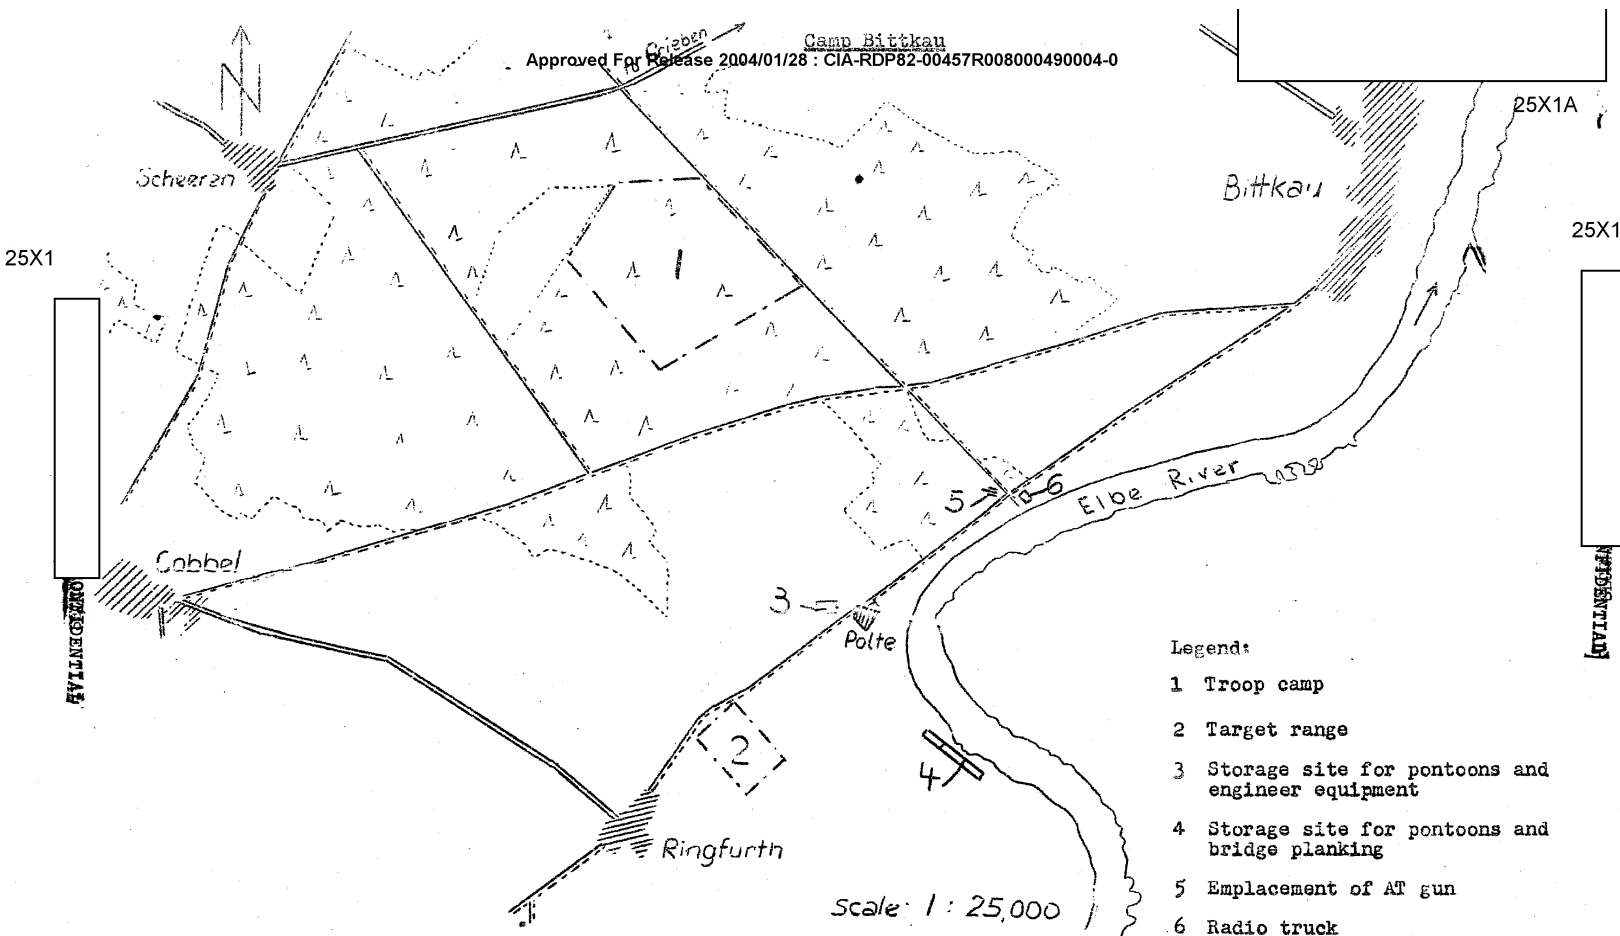 Camp Bittkau
to Grieben
Approved For Release 2004/01/28 : CIA-RDP82-00457R008000490004-0
25X1A
N
Scheeren
Bittkau
25X1
25X1
1
5
6
Elbe River
Cobbel
3
Polte
2
4
Ringfurth
Legend:
1 Troop camp
2 Target range
3 Storage site for pontoons and
engineer equipment
4 Storage site for pontoons and
bridge planking
5 Emplacement of AT gun
6 Radio truck
Scale: 1 : 25,000